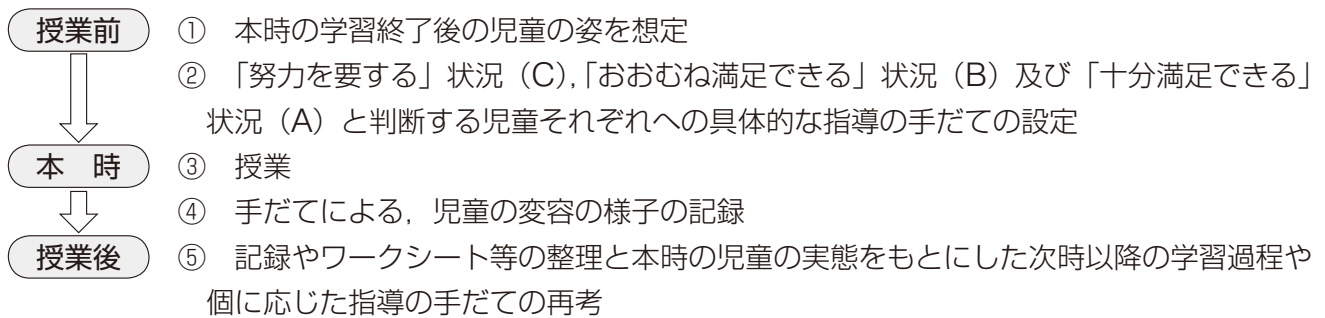 授業前 ① 本時の学習終了後の児童の姿を想定
② 「努力を要する」状況（C），「おおむね満足できる」状況（B）及び「十分満足できる」
状況（A）と判断する児童それぞれへの具体的な指導の手だての設定
本　時 ③ 授業
④ 手だてによる，児童の変容の様子の記録
授業後 ⑤ 記録やワークシート等の整理と本時の児童の実態をもとにした次時以降の学習過程や
個に応じた指導の手だての再考